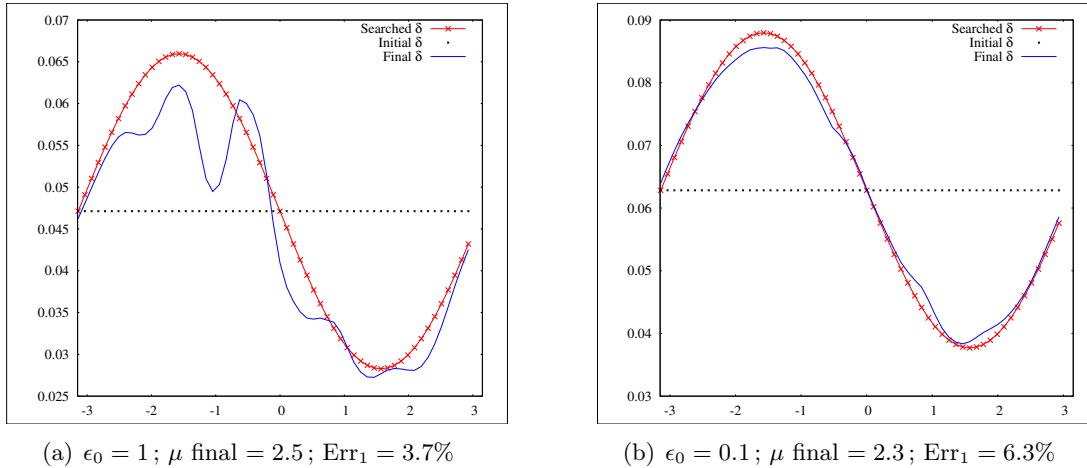 0.07
0.065
0.06
0.055
0.05
0.045
0.04
0.035
0.03
0.025
-3 -2 -1 0 1 2 3
Searched δ
Initial δ
Final δ
(a) ϵ₀ = 1 ; μ final = 2.5 ; Err₁ = 3.7%
0.09
0.08
0.07
0.06
0.05
0.04
0.03
-3 -2 -1 0 1 2 3
Searched δ
Initial δ
Final δ
(b) ϵ₀ = 0.1 ; μ final = 2.3 ; Err₁ = 6.3%